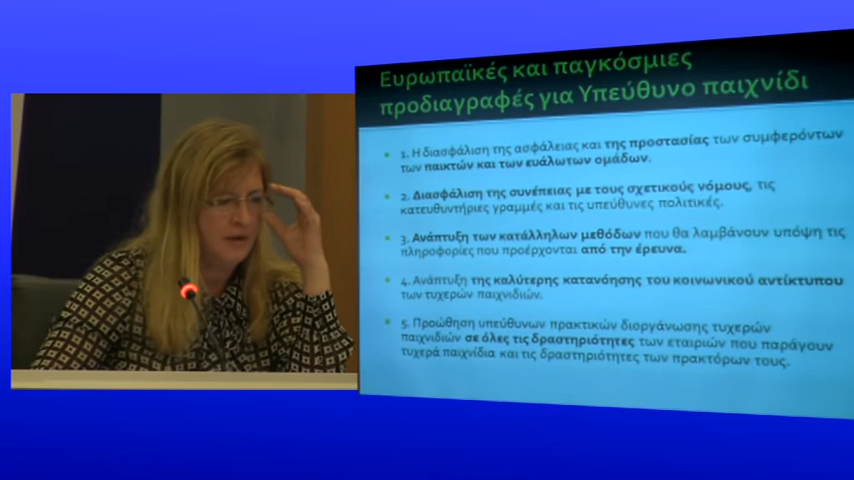 Ευρωπαϊκές και παγκόσμιες
προδιαγραφές για Υπεύθυνο παιχνίδι
1. Η διασφάλιση της ασφάλειας και της προστασίας των συμφερόντων
των παικτών και των ευάλωτων ομάδων.
2. Διασφάλιση της συνέπειας με τους σχετικούς νόμους, τις
κατευθυντήριες γραμμές και τις υπεύθυνες πολιτικές.
3. Ανάπτυξη των κατάλληλων μεθόδων που θα λαμβάνουν υπόψη τις
πληροφορίες που προέρχονται από την έρευνα.
4. Ανάπτυξη της καλύτερης κατανόησης του κοινωνικού αντίκτυπου
των τυχερών παιχνιδιών.
5. Προώθηση υπεύθυνων πρακτικών διοργάνωσης τυχερών
παιχνιδιών σε όλες τις δραστηριότητες των εταιριών που παράγουν
τυχερά παιχνίδια και τις δραστηριότητες των πρακτόρων τους.